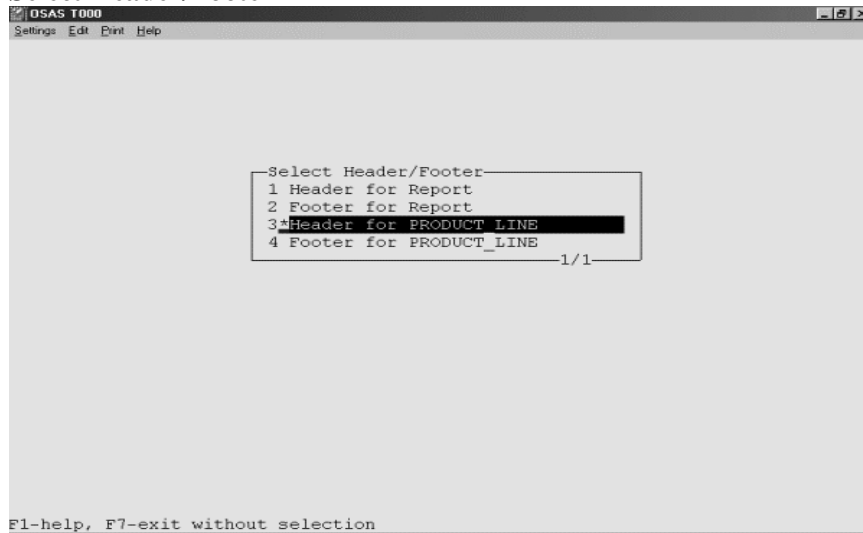 OSAS T000
Settings Edit Print Help
Select Header/Footer
1 Header for Report
2 Footer for Report
3*Header for PRODUCT_LINE
4 Footer for PRODUCT_LINE
1/1
F1-help, F7-exit without selection